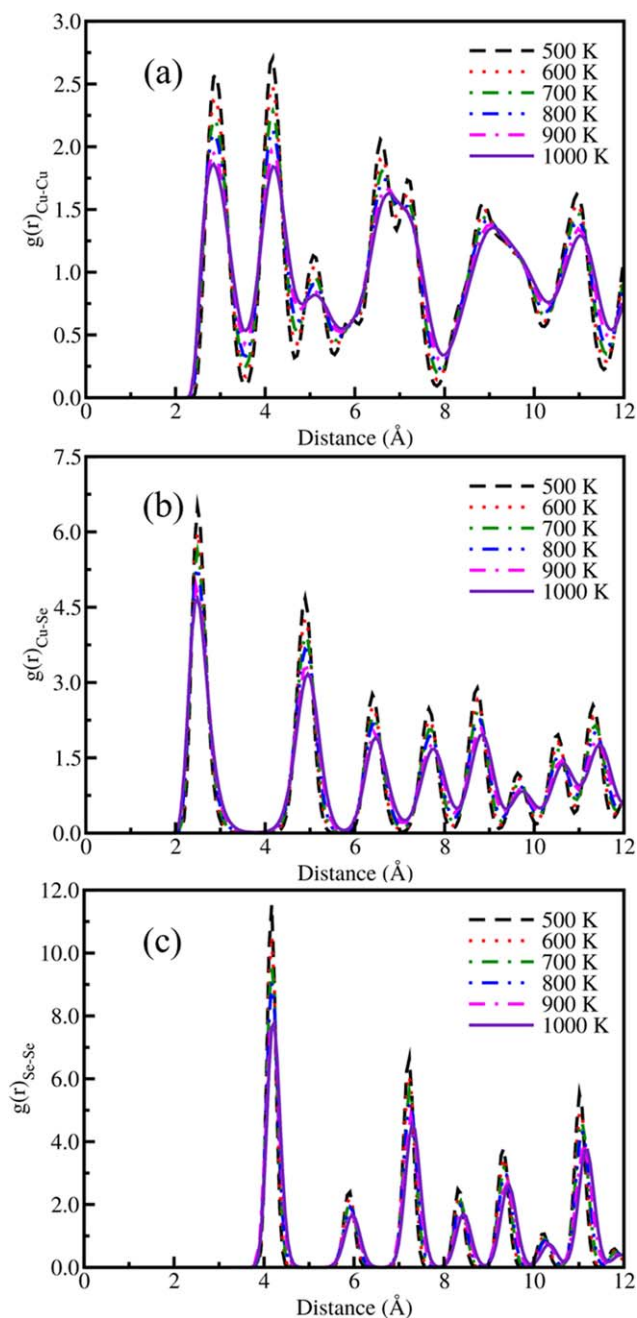 3.0
(a)
500 K
600 K
700 K
800 K
900 K
1000 K
2.5
2.0
1.5
1.0
0.5
0.0
g(r)Cu-Cu
0 2 4 6 8 10 12
Distance (Å)
7.5
(b)
500 K
600 K
700 K
800 K
900 K
1000 K
6.0
4.5
3.0
1.5
0.0
g(r)Cu-Se
0 2 4 6 8 10 12
Distance (Å)
12.0
(c)
500 K
600 K
700 K
800 K
900 K
1000 K
10.0
8.0
6.0
4.0
2.0
0.0
g(r)Se-Se
0 2 4 6 8 10 12
Distance (Å)